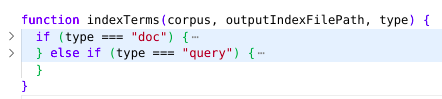 function indexTerms(corpus, outputIndexFilePath, type) {
  if (type === "doc") {⋯
  } else if (type === "query") {⋯
  }
}